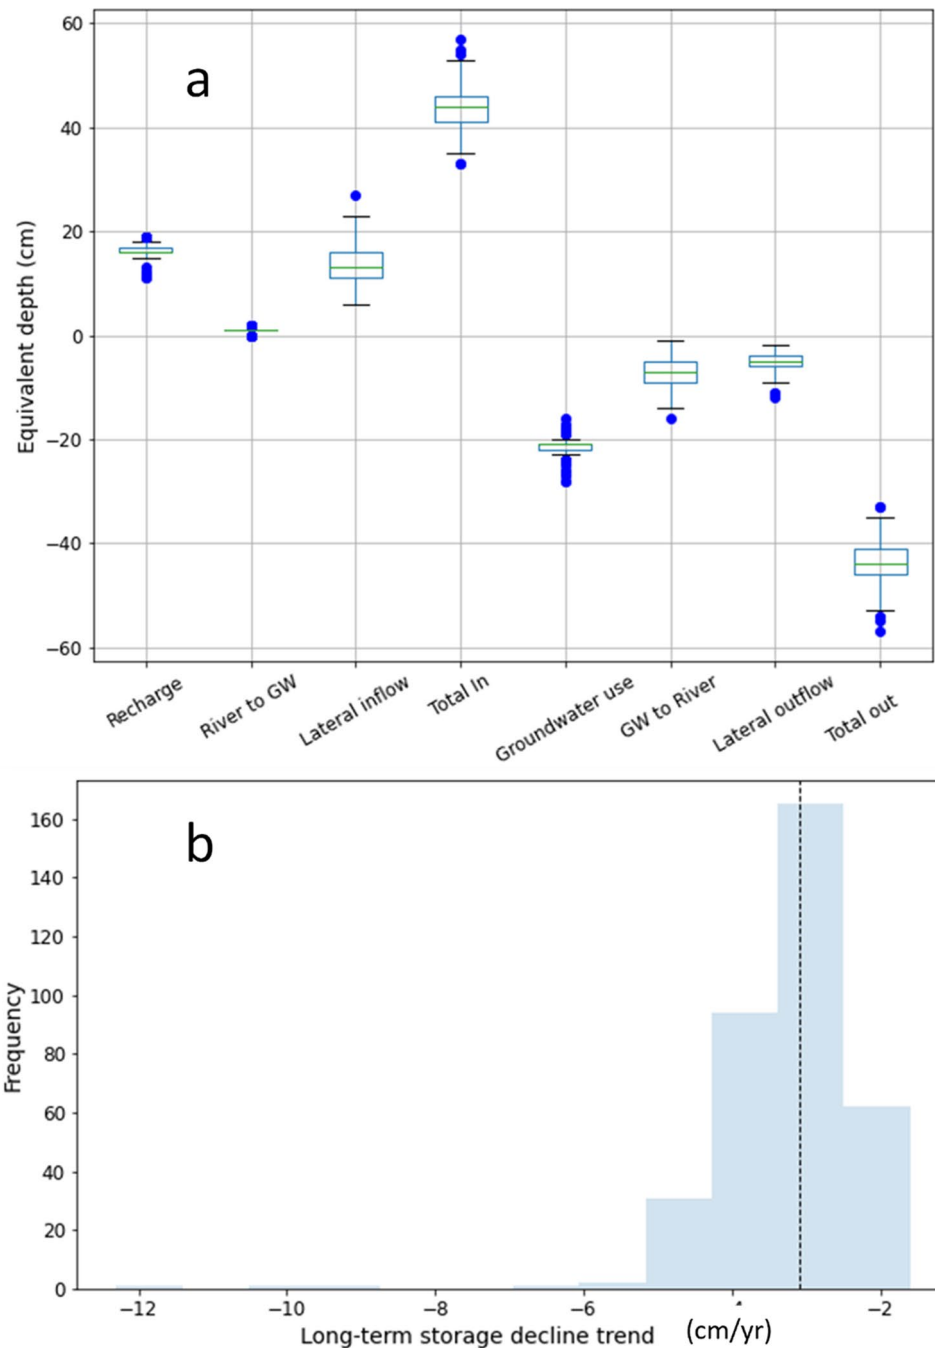 a
60
40
20
0
−20
−40
−60
Equivalent depth (cm)
Recharge
River to GW
Lateral inflow
Total In
Groundwater use
GW to River
Lateral outflow
Total out
b
160
140
120
100
80
60
40
20
0
Frequency
−12
−10
−8
−6
−2
Long-term storage decline trend (cm/yr)